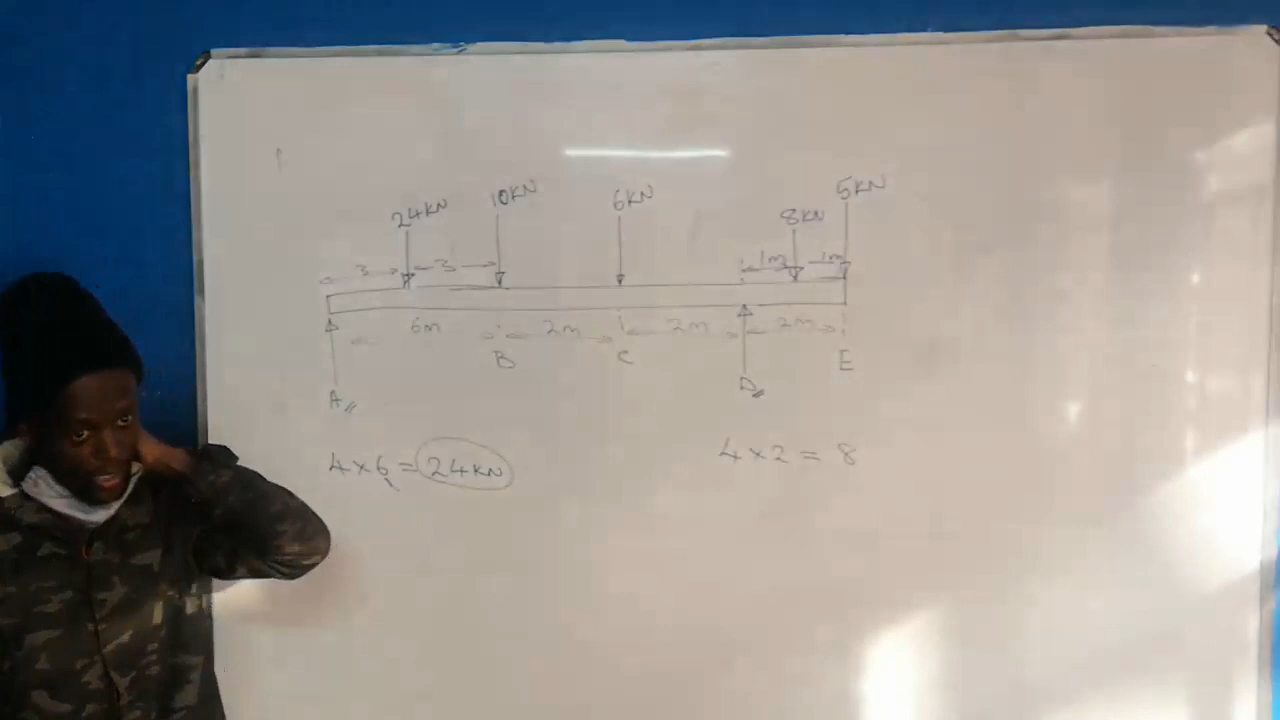 24KN 10KN 6KN 8KN 5KN
3 3 1m 1m
6m 2m 2m 2m
A B C D E
4×6=24KN
4×2=8